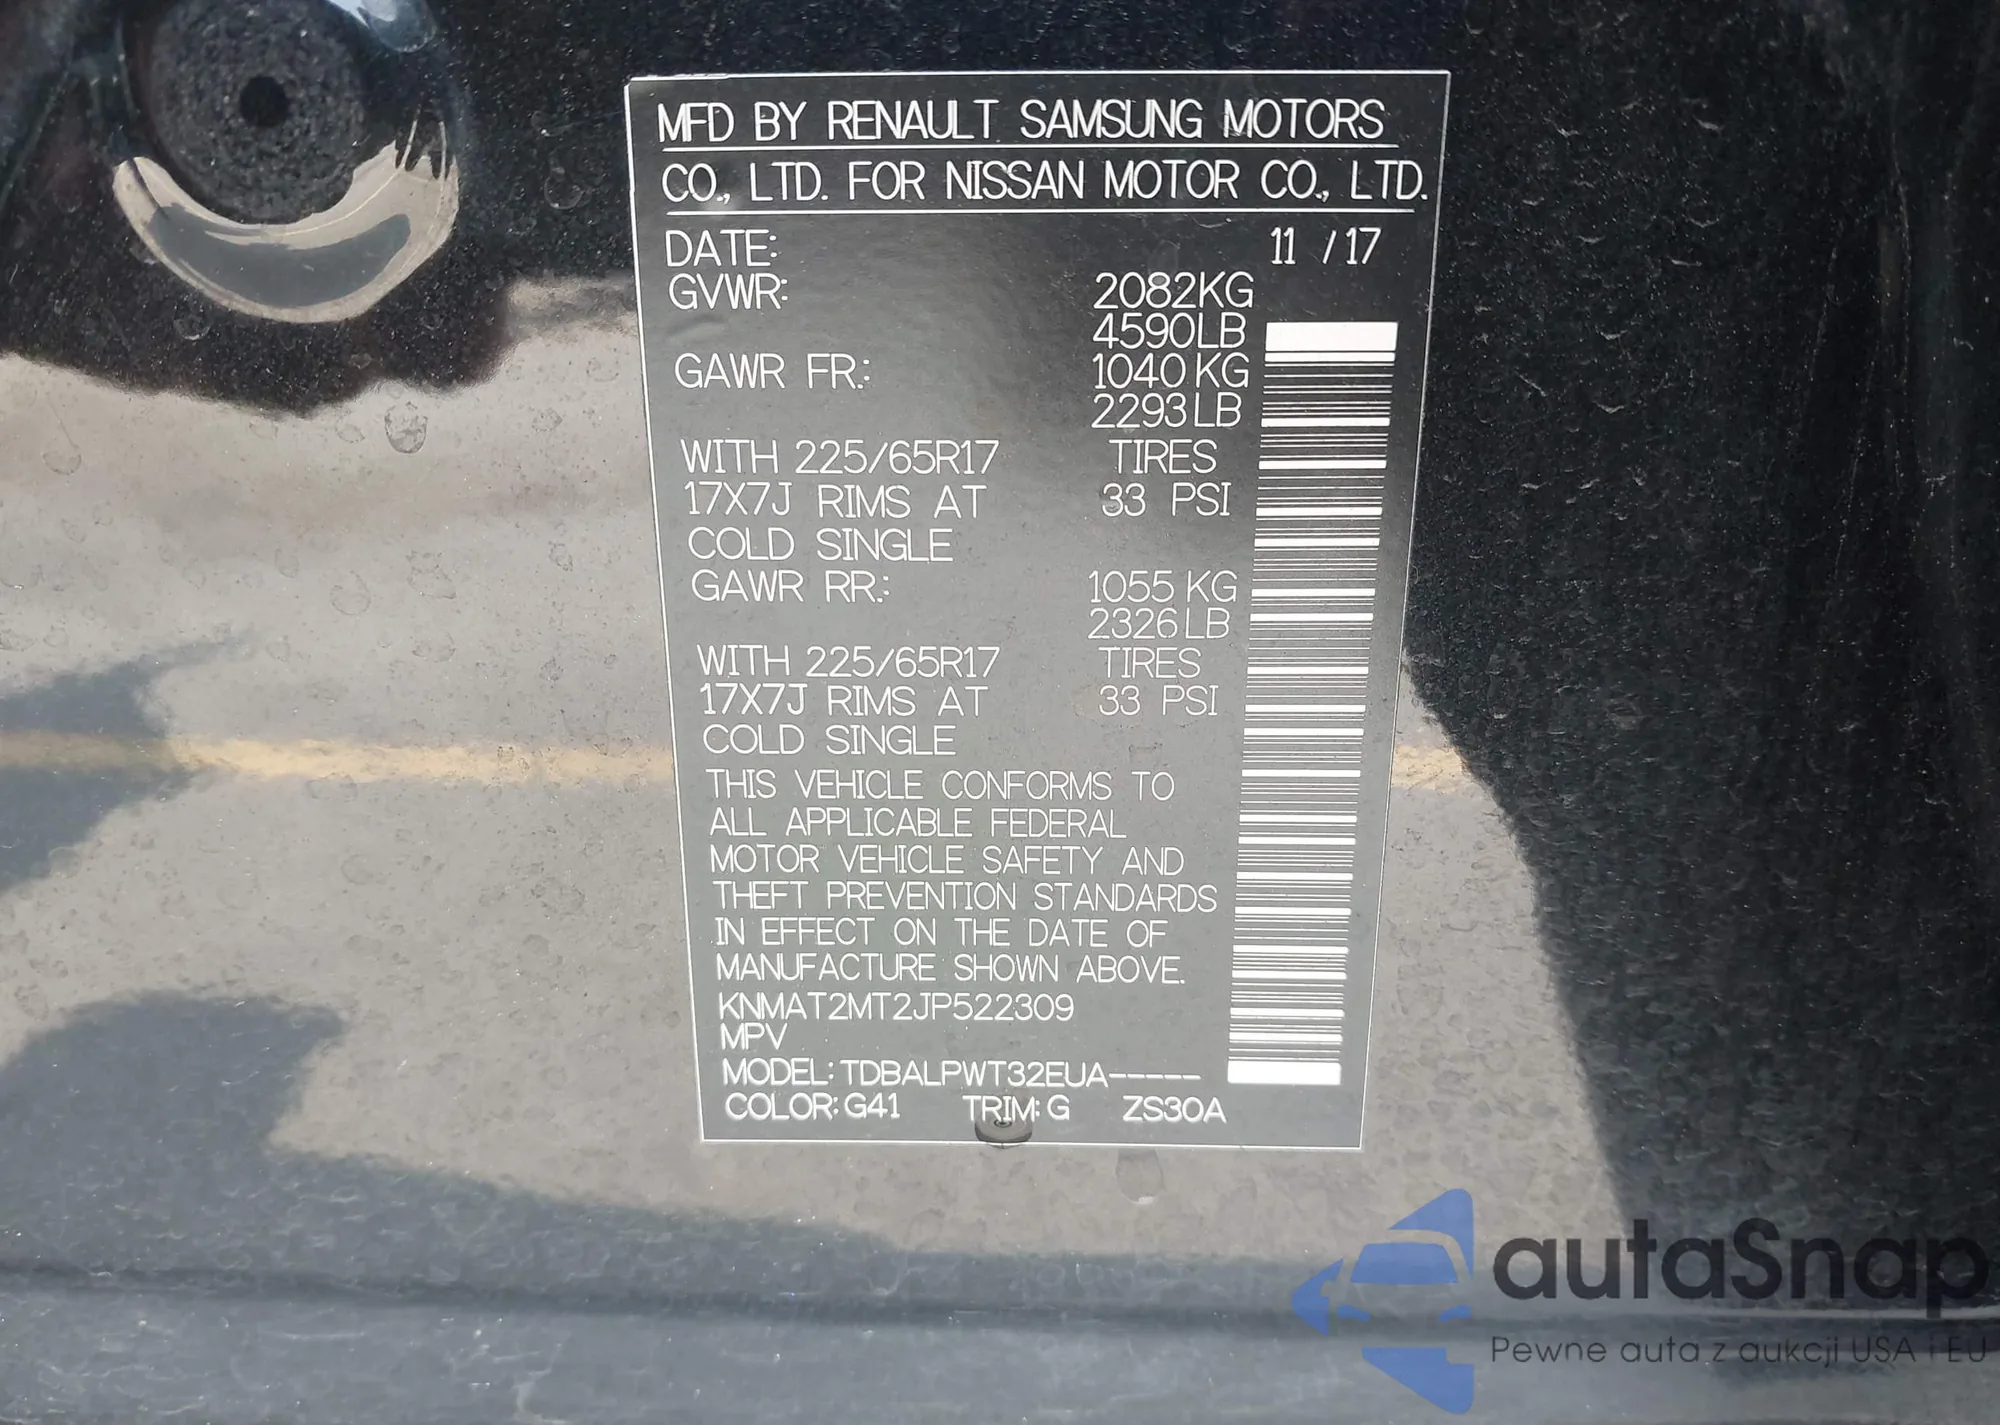 MFD BY RENAULT SAMSUNG MOTORS
CO., LTD. FOR NISSAN MOTOR CO., LTD.
DATE: 11 / 17
GVWR: 2082KG
4590LB
GAWR FR.: 1040 KG
2293LB
WITH 225/65R17 TIRES
17X7J RIMS AT 33 PSI
COLD SINGLE
GAWR RR.: 1055 KG
2326LB
WITH 225/65R17 TIRES
17X7J RIMS AT 33 PSI
COLD SINGLE
THIS VEHICLE CONFORMS TO
ALL APPLICABLE FEDERAL
MOTOR VEHICLE SAFETY AND
THEFT PREVENTION STANDARDS
IN EFFECT ON THE DATE OF
MANUFACTURE SHOWN ABOVE.
KNMAT2MT2JP522309
MPV
MODEL: TDBALPWT32EUA-----
COLOR: G41 TRIM: G ZS30A
autaSnap
Pewne auta z aukcji USA i EU